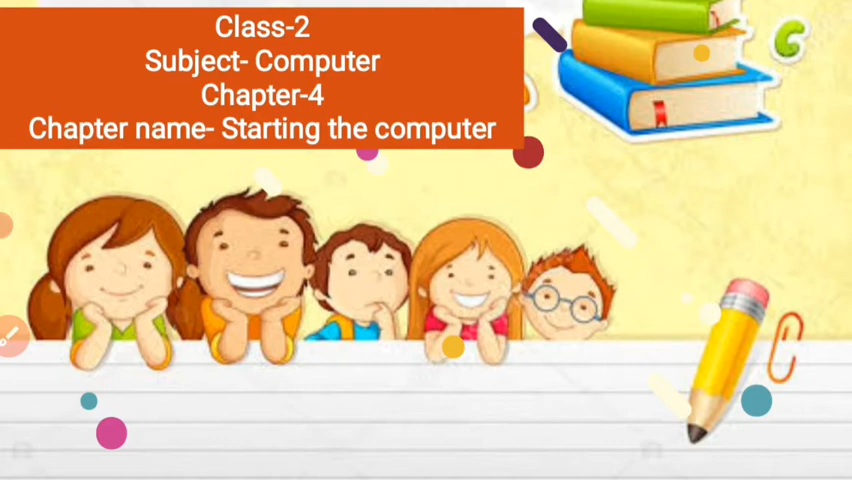 Class-2
Subject- Computer
Chapter-4
Chapter name- Starting the computer